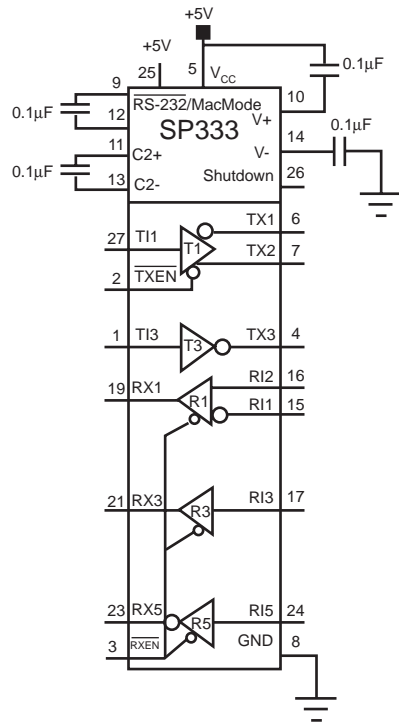 +5V
+5V
9
25
5
VCC
0.1µF
0.1µF
12
RS-232/MacMode
SP333
V+
10
11
C2+
V-
14
0.1µF
0.1µF
13
C2-
Shutdown
26
27
TI1
T1
TX1
6
2
TXEN
TX2
7
1
TI3
T3
TX3
4
19
RX1
R1
RI2
16
RI1
15
21
RX3
R3
RI3
17
23
RX5
R5
RI5
24
3
RXEN
GND
8